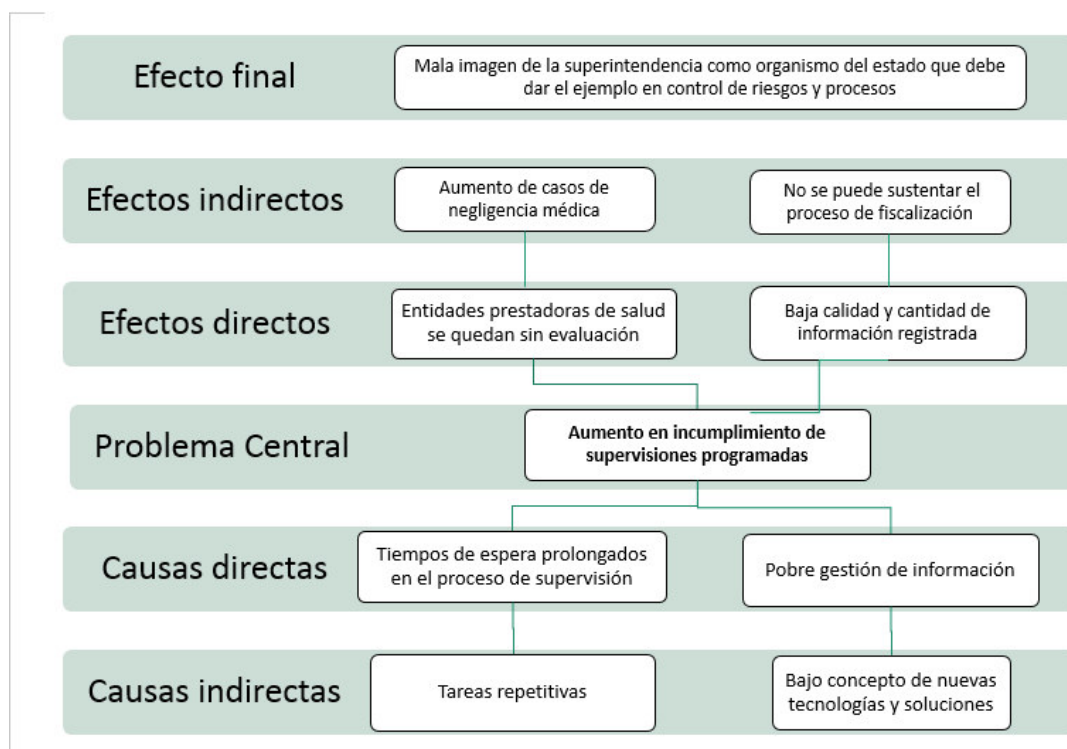 Efecto final
Mala imagen de la superintendencia como organismo del estado que debe
dar el ejemplo en control de riesgos y procesos
Efectos indirectos
Aumento de casos de
negligencia médica
No se puede sustentar el
proceso de fiscalización
Efectos directos
Entidades prestadoras de salud
se quedan sin evaluación
Baja calidad y cantidad de
información registrada
Problema Central
Aumento en incumplimiento de
supervisiones programadas
Causas directas
Tiempos de espera prolongados
en el proceso de supervisión
Pobre gestión de información
Causas indirectas
Tareas repetitivas
Bajo concepto de nuevas
tecnologías y soluciones